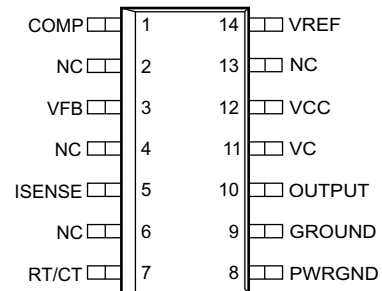 COMP 1 14 VREF
NC 2 13 NC
VFB 3 12 VCC
NC 4 11 VC
ISENSE 5 10 OUTPUT
NC 6 9 GROUND
RT/CT 7 8 PWRGND